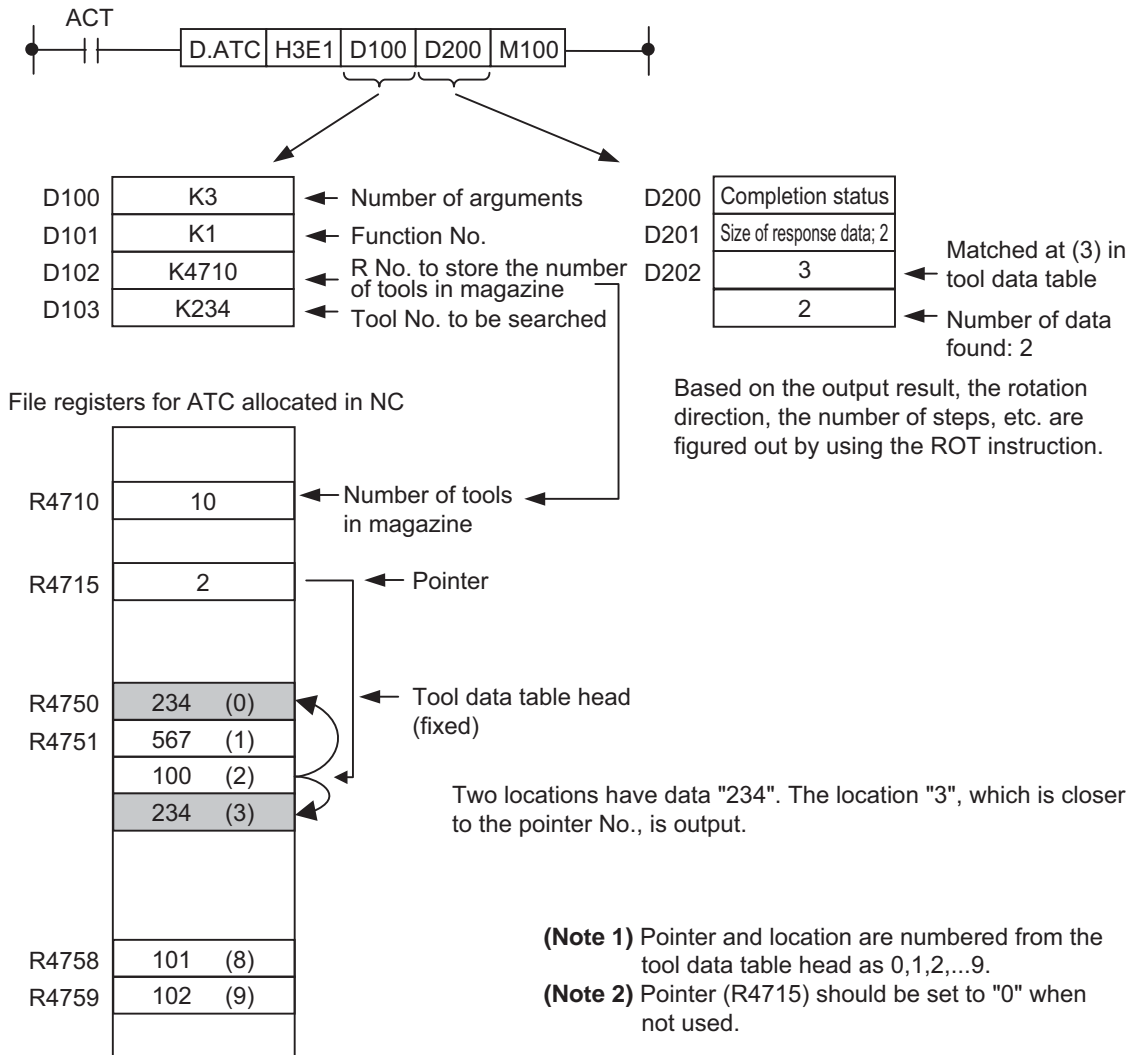 ACT
D.ATC H3E1 D100 D200 M100
D100 K3 Number of arguments
D101 K1 Function No.
D102 K4710 R No. to store the number
of tools in magazine
D103 K234 Tool No. to be searched
D200 Completion status
D201 Size of response data; 2
D202 3 Matched at (3) in
tool data table
2 Number of data
found: 2
Based on the output result, the rotation
direction, the number of steps, etc. are
figured out by using the ROT instruction.
File registers for ATC allocated in NC
R4710 10 Number of tools
in magazine
R4715 2 Pointer
R4750 234 (0) Tool data table head
(fixed)
R4751 567 (1)
100 (2)
234 (3)
Two locations have data "234". The location "3", which is closer
to the pointer No., is output.
R4758 101 (8)
R4759 102 (9)
(Note 1) Pointer and location are numbered from the
tool data table head as 0,1,2,...9.
(Note 2) Pointer (R4715) should be set to "0" when
not used.